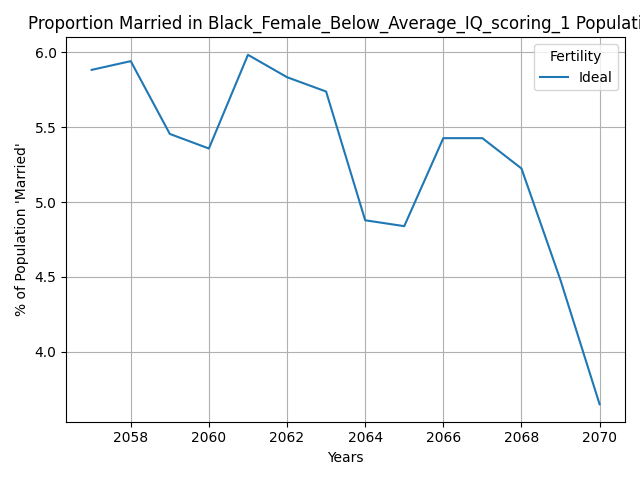 Proportion Married in Black_Female_Below_Average_IQ_scoring_1
6.0
5.5
5.0
4.5
4.0
% of Population 'Married'
Fertility
Ideal
2058 2060 2062 2064 2066 2068 2070
Years